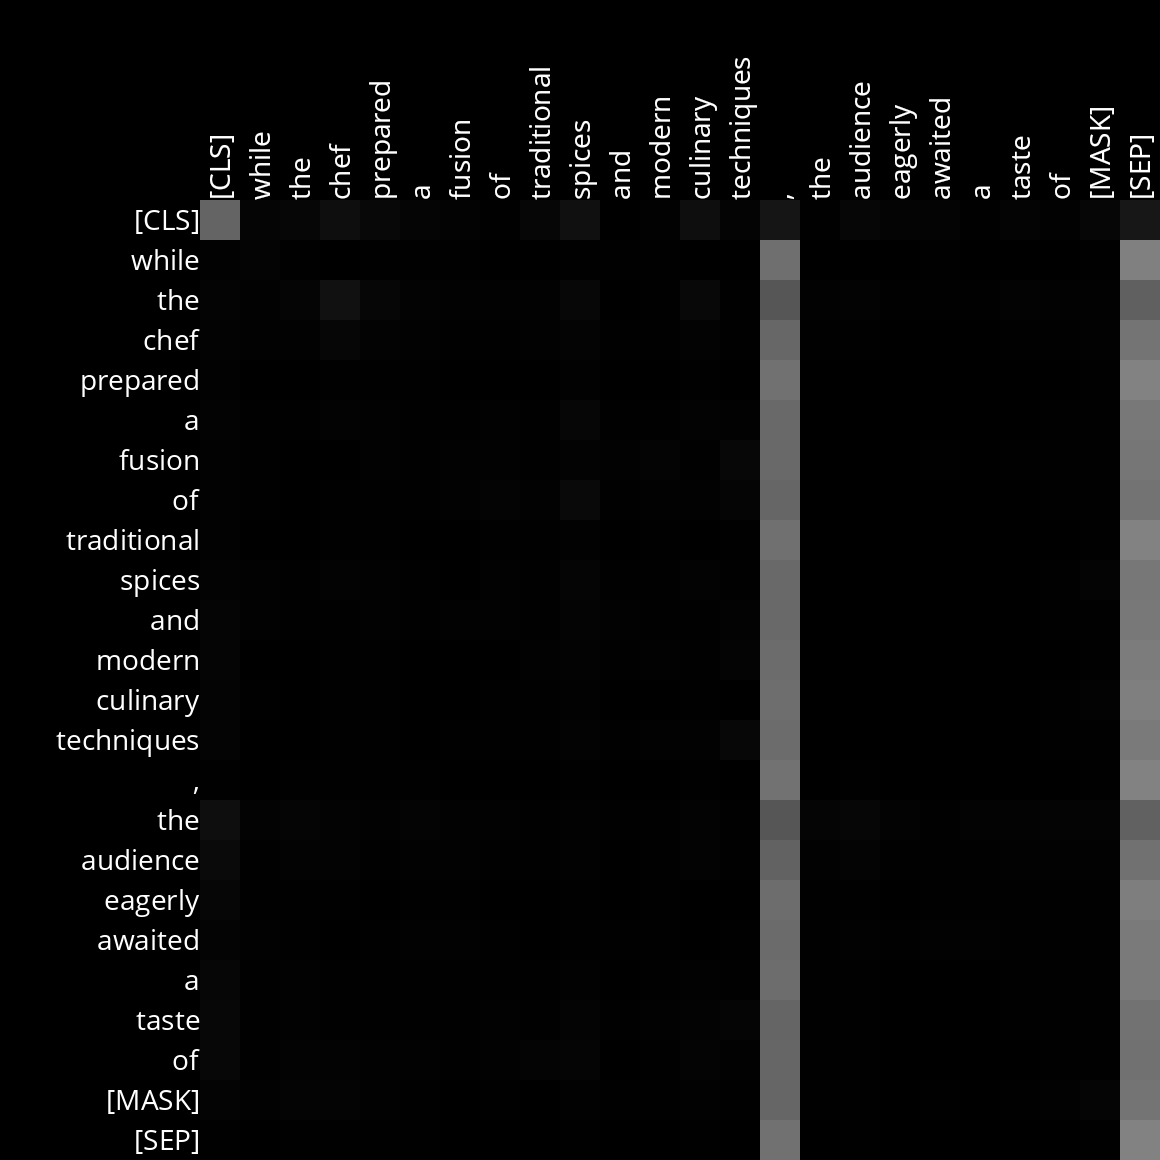 [CLS]
while
the
chef
prepared
a
fusion
of
traditional
spices
and
modern
culinary
techniques
,
the
audience
eagerly
awaited
a
taste
of
[MASK]
[SEP]
[CLS]
while
the
chef
prepared
a
fusion
of
traditional
spices
and
modern
culinary
techniques
,
the
audience
eagerly
awaited
a
taste
of
[MASK]
[SEP]